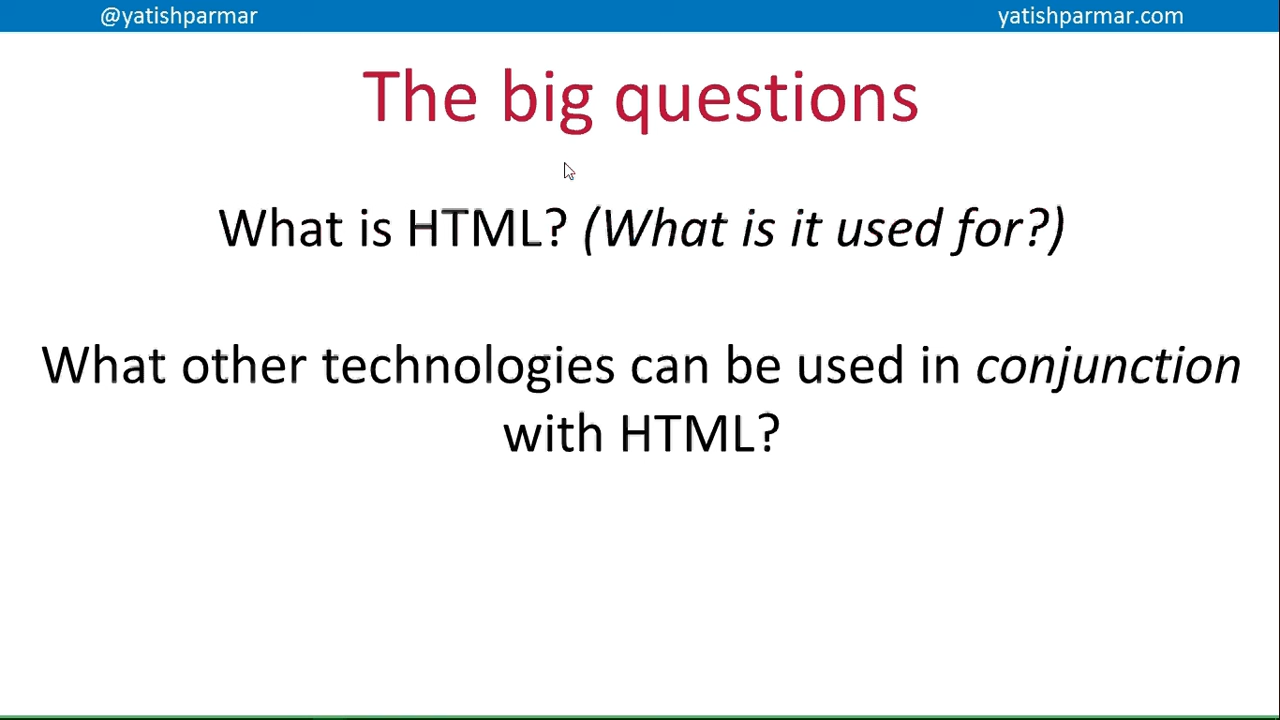 @yatishparmar yatishparmar.com
The big questions
What is HTML? (What is it used for?)
What other technologies can be used in conjunction
with HTML?